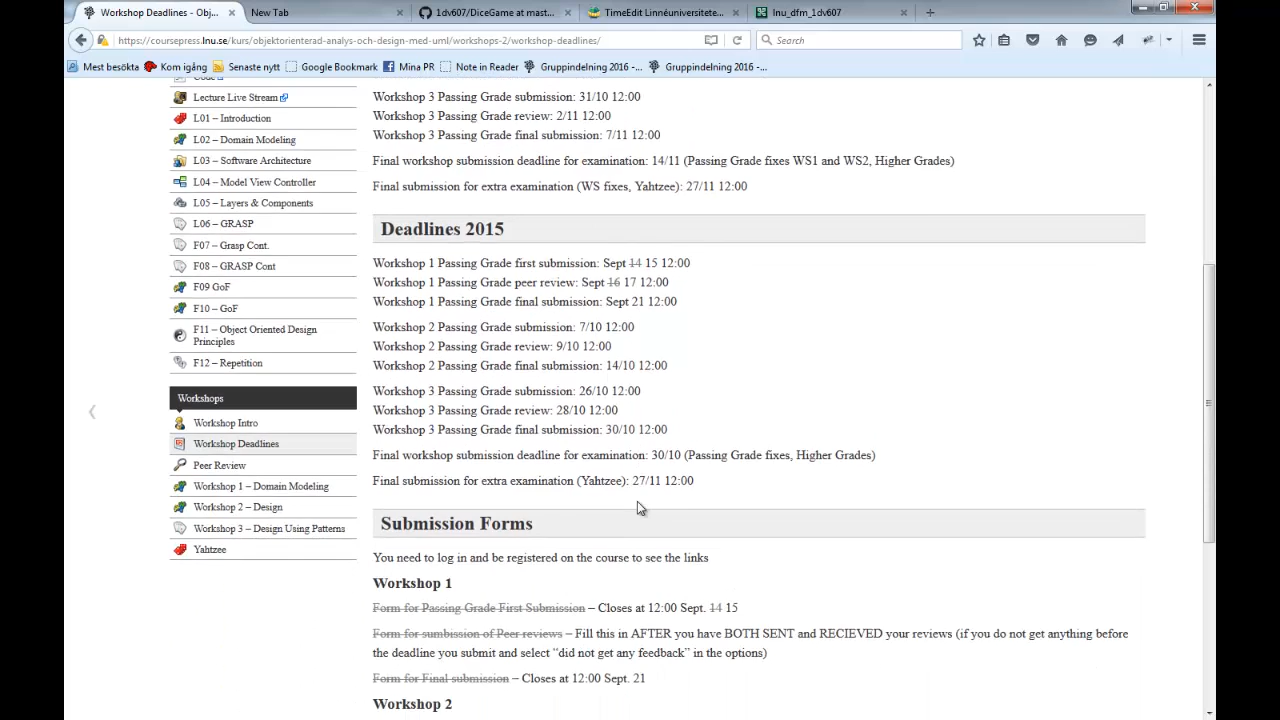 Workshop Deadlines - Obj...
New Tab
1dv607/DiceGame at mast...
TimeEdit Linnéuniversitete...
lnu_dfm_1dv607
https://coursepress.lnu.se/kurs/objektorienterad-analys-och-design-med-uml/workshops-2/workshop-deadlines/
Search
Mest besökta
Kom igång
Senaste nytt
Google Bookmark
Mina PR
Note in Reader
Gruppindelning 2016 -...
Gruppindelning 2016 -...
Code
Lecture Live Stream
L01 – Introduction
L02 – Domain Modeling
L03 – Software Architecture
L04 – Model View Controller
L05 – Layers & Components
L06 – GRASP
F07 – Grasp Cont.
F08 – GRASP Cont
F09 GoF
F10 – GoF
F11 – Object Oriented Design
Principles
F12 – Repetition
Workshops
Workshop Intro
Workshop Deadlines
Peer Review
Workshop 1 – Domain Modeling
Workshop 2 – Design
Workshop 3 – Design Using Patterns
Yahtzee
Workshop 3 Passing Grade submission: 31/10 12:00
Workshop 3 Passing Grade review: 2/11 12:00
Workshop 3 Passing Grade final submission: 7/11 12:00
Final workshop submission deadline for examination: 14/11 (Passing Grade fixes WS1 and WS2, Higher Grades)
Final submission for extra examination (WS fixes, Yahtzee): 27/11 12:00
Deadlines 2015
Workshop 1 Passing Grade first submission: Sept 14 15 12:00
Workshop 1 Passing Grade peer review: Sept 16 17 12:00
Workshop 1 Passing Grade final submission: Sept 21 12:00
Workshop 2 Passing Grade submission: 7/10 12:00
Workshop 2 Passing Grade review: 9/10 12:00
Workshop 2 Passing Grade final submission: 14/10 12:00
Workshop 3 Passing Grade submission: 26/10 12:00
Workshop 3 Passing Grade review: 28/10 12:00
Workshop 3 Passing Grade final submission: 30/10 12:00
Final workshop submission deadline for examination: 30/10 (Passing Grade fixes, Higher Grades)
Final submission for extra examination (Yahtzee): 27/11 12:00
Submission Forms
You need to log in and be registered on the course to see the links
Workshop 1
Form for Passing Grade First Submission – Closes at 12:00 Sept. 14 15
Form for sumbission of Peer reviews – Fill this in AFTER you have BOTH SENT and RECIEVED your reviews (if you do not get anything before
the deadline you submit and select “did not get any feedback” in the options)
Form for Final submission – Closes at 12:00 Sept. 21
Workshop 2